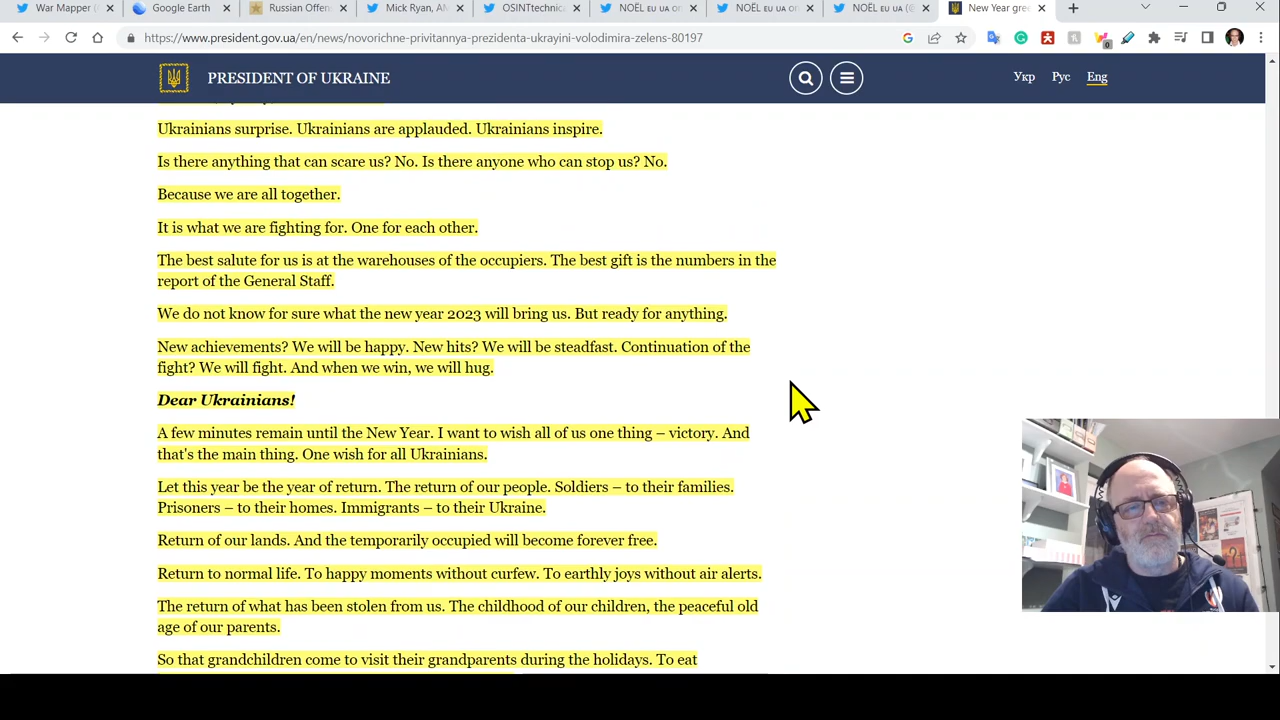 War Mapper (
Google Earth
Russian Offen
Mick Ryan, AM
OSINTtechnica
NOËL EU UA on
NOËL EU UA on
NOËL EU UA (@
New Year gree
https://www.president.gov.ua/en/news/novorichne-privitannya-prezidenta-ukrayini-volodimira-zelens-80197
0
PRESIDENT OF UKRAINE
Укр Рус Eng
Ukrainians surprise. Ukrainians are applauded. Ukrainians inspire.
Is there anything that can scare us? No. Is there anyone who can stop us? No.
Because we are all together.
It is what we are fighting for. One for each other.
The best salute for us is at the warehouses of the occupiers. The best gift is the numbers in the
report of the General Staff.
We do not know for sure what the new year 2023 will bring us. But ready for anything.
New achievements? We will be happy. New hits? We will be steadfast. Continuation of the
fight? We will fight. And when we win, we will hug.
Dear Ukrainians!
A few minutes remain until the New Year. I want to wish all of us one thing – victory. And
that's the main thing. One wish for all Ukrainians.
Let this year be the year of return. The return of our people. Soldiers – to their families.
Prisoners – to their homes. Immigrants – to their Ukraine.
Return of our lands. And the temporarily occupied will become forever free.
Return to normal life. To happy moments without curfew. To earthly joys without air alerts.
The return of what has been stolen from us. The childhood of our children, the peaceful old
age of our parents.
So that grandchildren come to visit their grandparents during the holidays. To eat